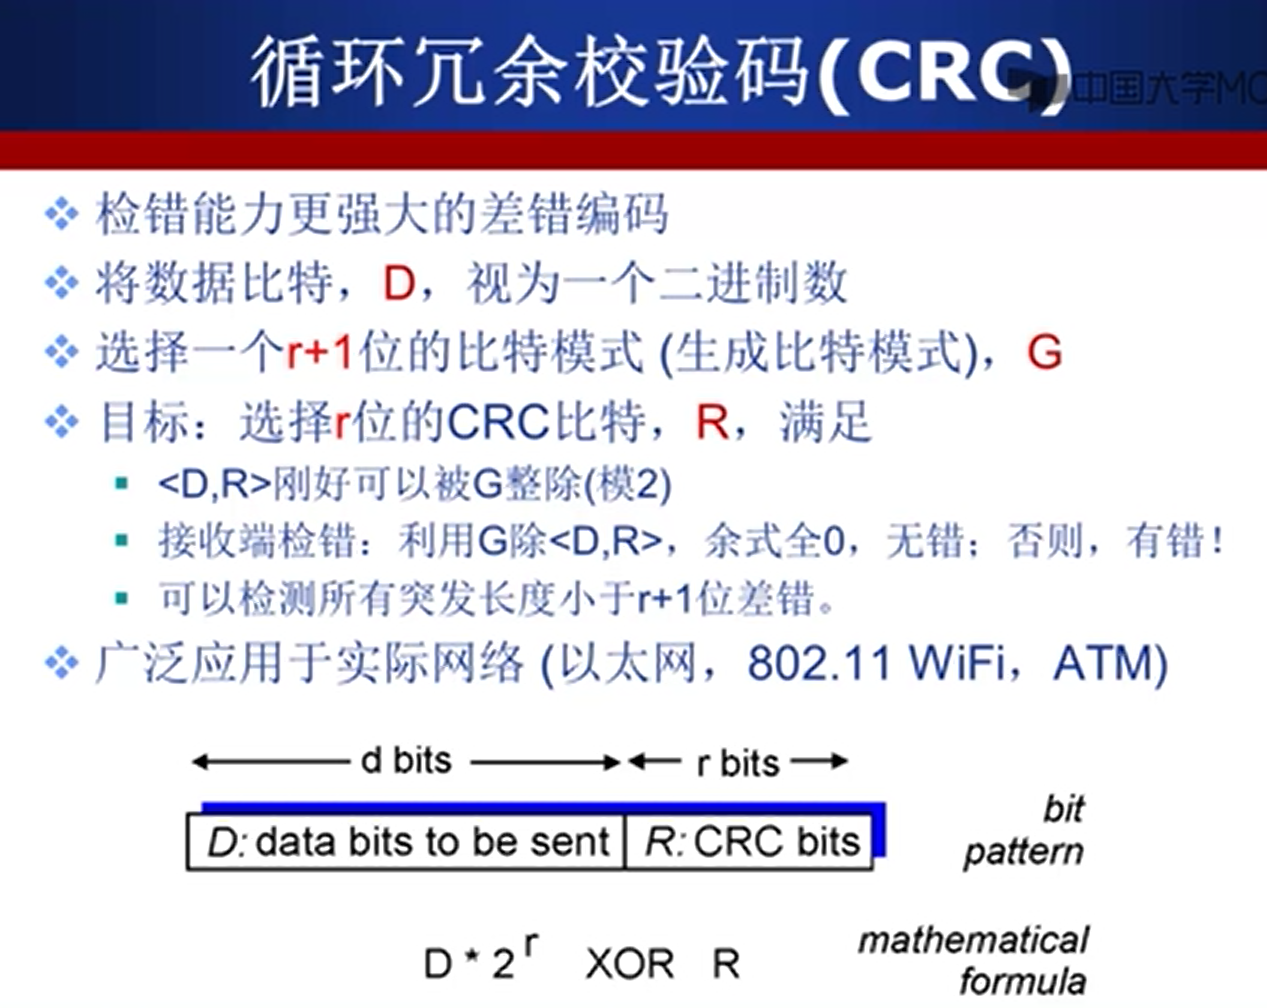 循环冗余校验码(CRC)
中国大学MO
检错能力更强大的差错编码
将数据比特，D，视为一个二进制数
选择一个r+1位的比特模式 (生成比特模式)，G
目标：选择r位的CRC比特，R，满足
<D,R>刚好可以被G整除(模2)
接收端检错：利用G除<D,R>，余式全0，无错；否则，有错！
可以检测所有突发长度小于r+1位差错。
广泛应用于实际网络 (以太网，802.11 WiFi，ATM)
d bits r bits
D: data bits to be sent R: CRC bits
bit
pattern
D * 2^r XOR R
mathematical
formula